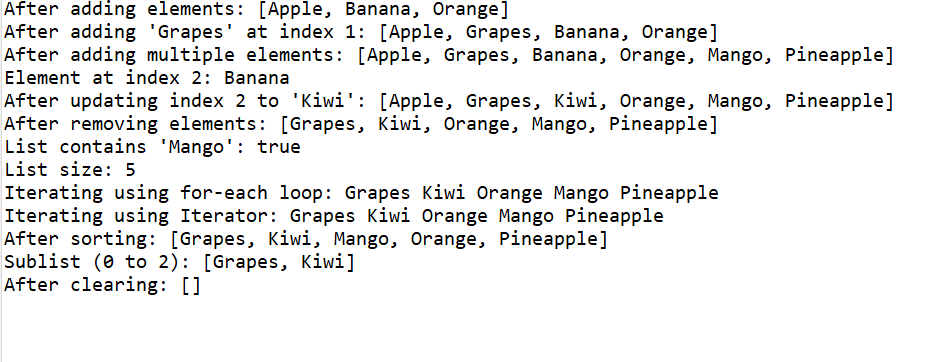 After adding elements: [Apple, Banana, Orange]
After adding 'Grapes' at index 1: [Apple, Grapes, Banana, Orange]
After adding multiple elements: [Apple, Grapes, Banana, Orange, Mango, Pineapple]
Element at index 2: Banana
After updating index 2 to 'Kiwi': [Apple, Grapes, Kiwi, Orange, Mango, Pineapple]
After removing elements: [Grapes, Kiwi, Orange, Mango, Pineapple]
List contains 'Mango': true
List size: 5
Iterating using for-each loop: Grapes Kiwi Orange Mango Pineapple
Iterating using Iterator: Grapes Kiwi Orange Mango Pineapple
After sorting: [Grapes, Kiwi, Mango, Orange, Pineapple]
Sublist (0 to 2): [Grapes, Kiwi]
After clearing: []